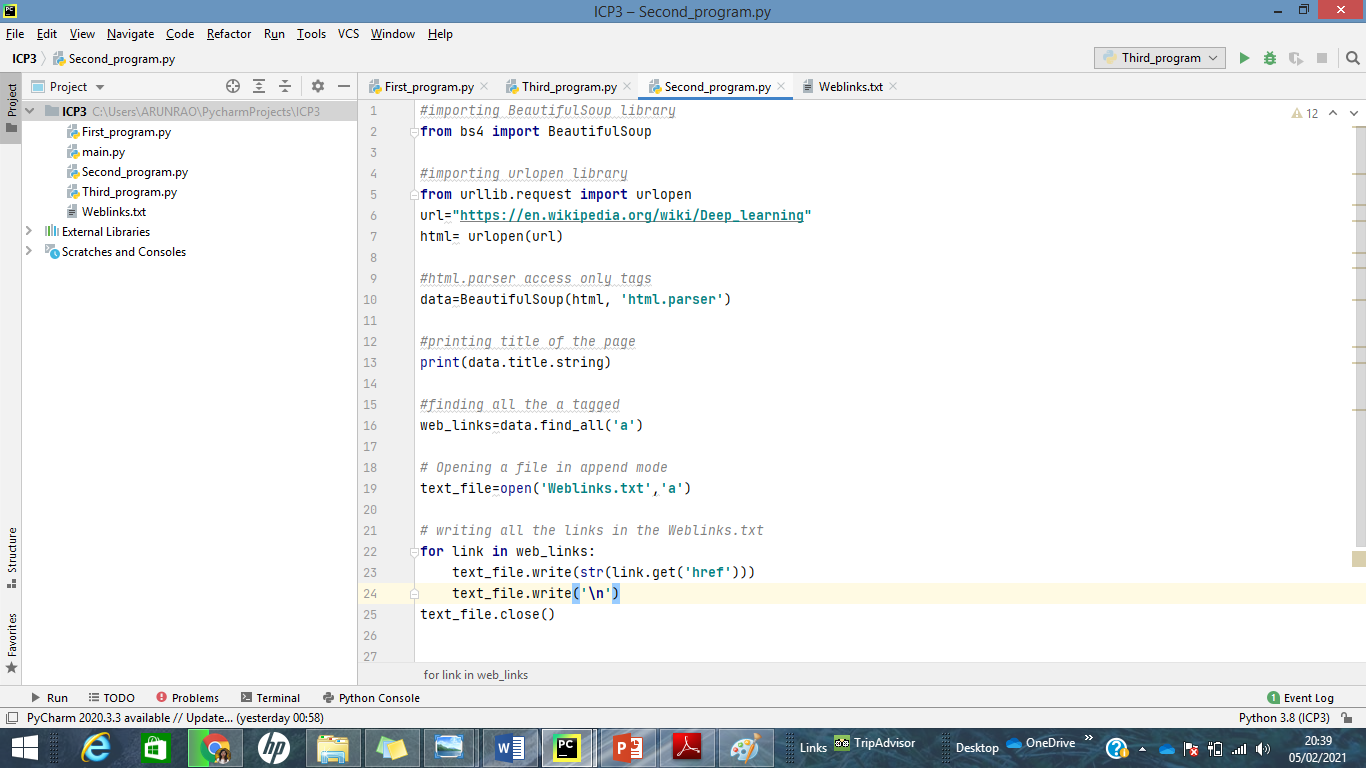 PC
ICP3 – Second_program.py
File Edit View Navigate Code Refactor Run Tools VCS Window Help
ICP3 Second_program.py
Third_program
Project
First_program.py
Third_program.py
Second_program.py
Weblinks.txt
Project
ICP3 C:\Users\ARUNRAO\PycharmProjects\ICP3
First_program.py
main.py
Second_program.py
Third_program.py
Weblinks.txt
External Libraries
Scratches and Consoles
Structure
Favorites
12
1 #importing BeautifulSoup library
2 from bs4 import BeautifulSoup
3
4 #importing urlopen library
5 from urllib.request import urlopen
6 url="https://en.wikipedia.org/wiki/Deep_learning"
7 html= urlopen(url)
8
9 #html.parser access only tags
10 data=BeautifulSoup(html, 'html.parser')
11
12 #printing title of the page
13 print(data.title.string)
14
15 #finding all the a tagged
16 web_links=data.find_all('a')
17
18 # Opening a file in append mode
19 text_file=open('Weblinks.txt','a')
20
21 # writing all the links in the Weblinks.txt
22 for link in web_links:
23     text_file.write(str(link.get('href')))
24     text_file.write('\n')
25 text_file.close()
26
27
for link in web_links
Run TODO Problems Terminal Python Console
1 Event Log
PyCharm 2020.3.3 available // Update... (yesterday 00:58)
Python 3.8 (ICP3)
hp
W
PC
P
Links TripAdvisor
Desktop OneDrive »
?
20:39
05/02/2021